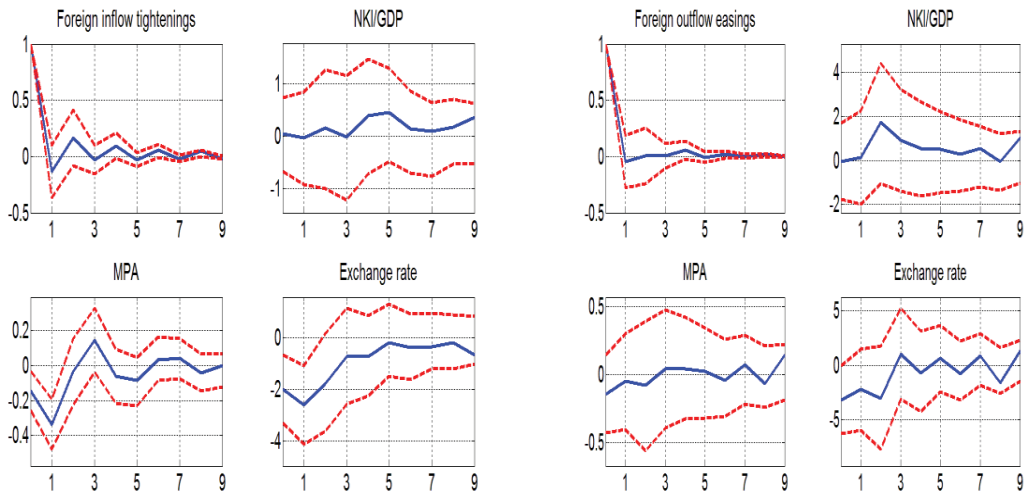 Foreign inflow tightenings
1
0.5
0
-0.5
1 3 5 7 9
NKI/GDP
1
0
-1
1 3 5 7 9
Foreign outflow easings
1
0.5
0
-0.5
1 3 5 7 9
NKI/GDP
4
2
0
-2
1 3 5 7 9
MPA
0.2
0
-0.2
-0.4
1 3 5 7 9
Exchange rate
0
-2
-4
1 3 5 7 9
MPA
0.5
0
-0.5
1 3 5 7 9
Exchange rate
5
0
-5
1 3 5 7 9